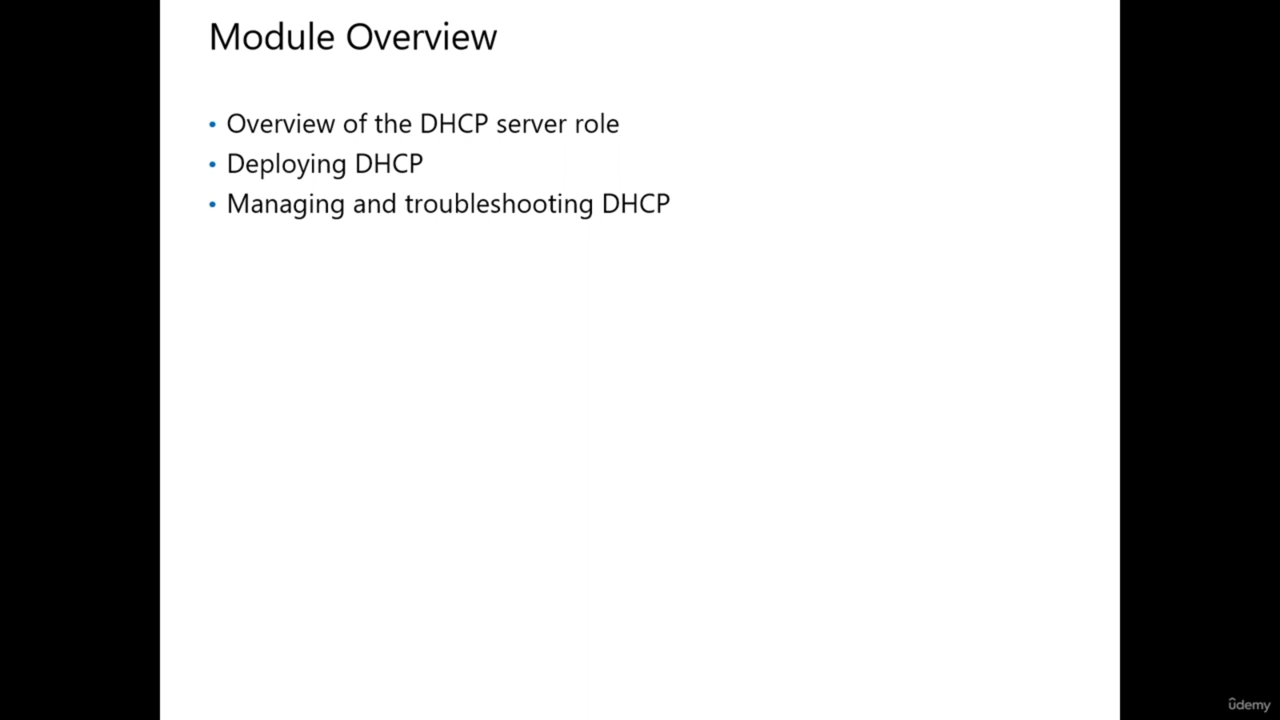 Module Overview
• Overview of the DHCP server role
• Deploying DHCP
• Managing and troubleshooting DHCP
ûdemy